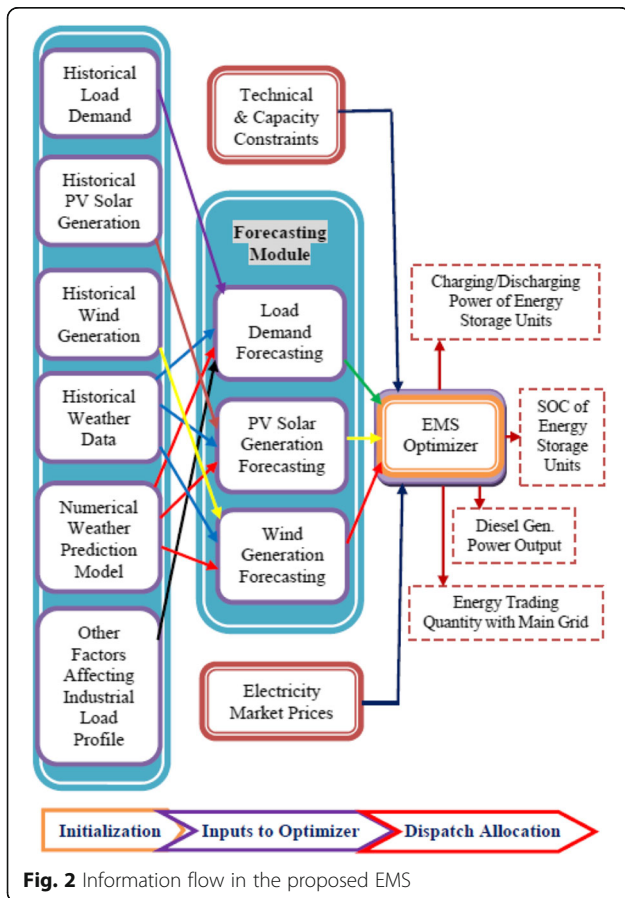 Historical
Load
Demand
Historical
PV Solar
Generation
Historical
Wind
Generation
Historical
Weather
Data
Numerical
Weather
Prediction
Model
Other
Factors
Affecting
Industrial
Load
Profile
Technical
& Capacity
Constraints
Forecasting
Module
Load
Demand
Forecasting
PV Solar
Generation
Forecasting
Wind
Generation
Forecasting
Electricity
Market Prices
EMS
Optimizer
Charging/Discharging
Power of Energy
Storage Units
SOC of
Energy
Storage
Units
Diesel Gen.
Power Output
Energy Trading
Quantity with Main Grid
Initialization
Inputs to Optimizer
Dispatch Allocation
Fig. 2 Information flow in the proposed EMS